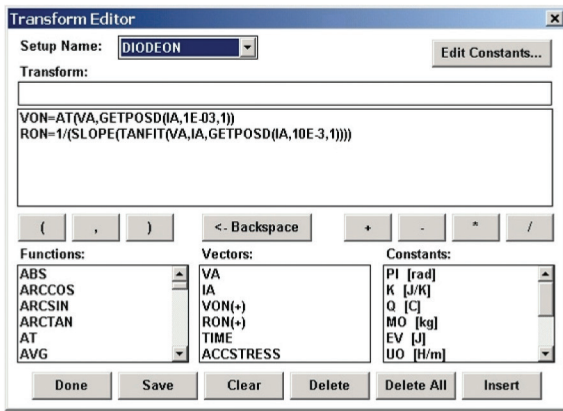 Transform Editor
Setup Name: DIODEON Edit Constants...
Transform:
VON=AT(VA,GETPOSD(IA,1E-03,1))
RON=1/(SLOPE(TANFIT(VA,IA,GETPOSD(IA,10E-3,1))))
( , ) <- Backspace + - * /
Functions: Vectors: Constants:
ABS VA PI [rad]
ARCCOS IA K [J/K]
ARCSIN VON(+) Q [C]
ARCTAN RON(+) MO [kg]
AT TIME EV [J]
AVG ACCSTRESS UO [H/m]
Done Save Clear Delete Delete All Insert